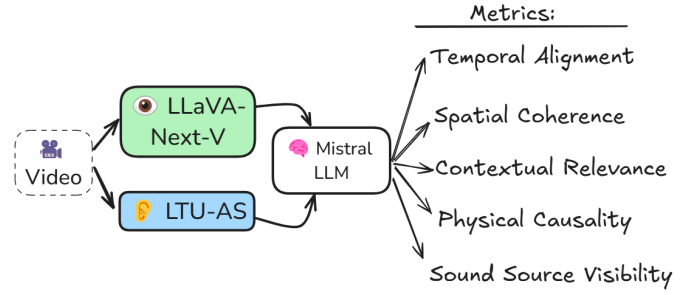 Metrics:
Temporal Alignment
LLaVA-
Next-V
Spatial Coherence
Mistral
LLM
Video
Contextual Relevance
LTU-AS
Physical Causality
Sound Source Visibility